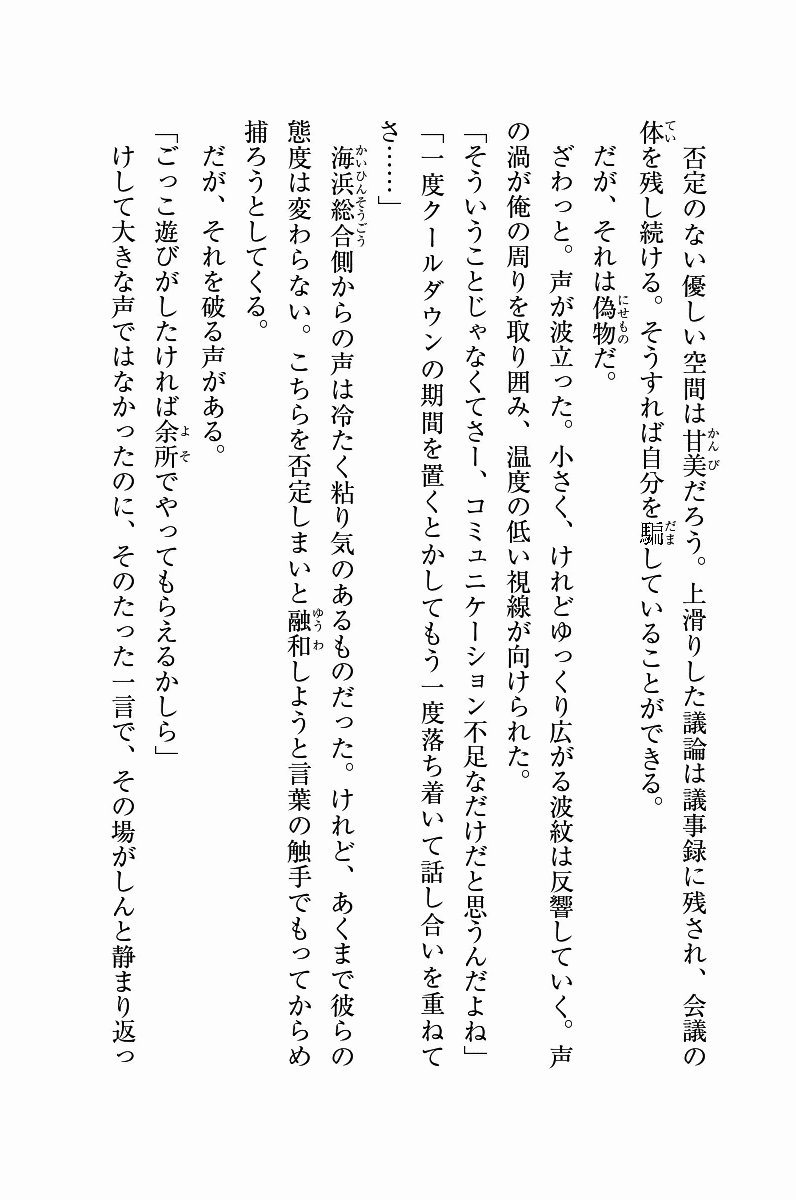 否定のない優しい空間は甘美だろう。上滑りした議論は議事録に残され、会議の
体を残し続ける。そうすれば自分を騙していることができる。
　だが、それは偽物だ。
　ざわっと。声が波立った。小さく、けれどゆっくり広がる波紋は反響していく。声
の渦が俺の周りを取り囲み、温度の低い視線が向けられた。
「そういうことじゃなくてさー、コミュニケーション不足なだけだと思うんだよね」
「一度クールダウンの期間を置くとかしてもう一度落ち着いて話し合いを重ねて
さ……」
　海浜総合側からの声は冷たく粘り気のあるものだった。けれど、あくまで彼らの
態度は変わらない。こちらを否定しまいと融和しようと言葉の触手でもってからめ
捕ろうとしてくる。
　だが、それを破る声がある。
「ごっこ遊びがしたければ余所でやってもらえるかしら」
　けして大きな声ではなかったのに、そのたった一言で、その場がしんと静まり返っ